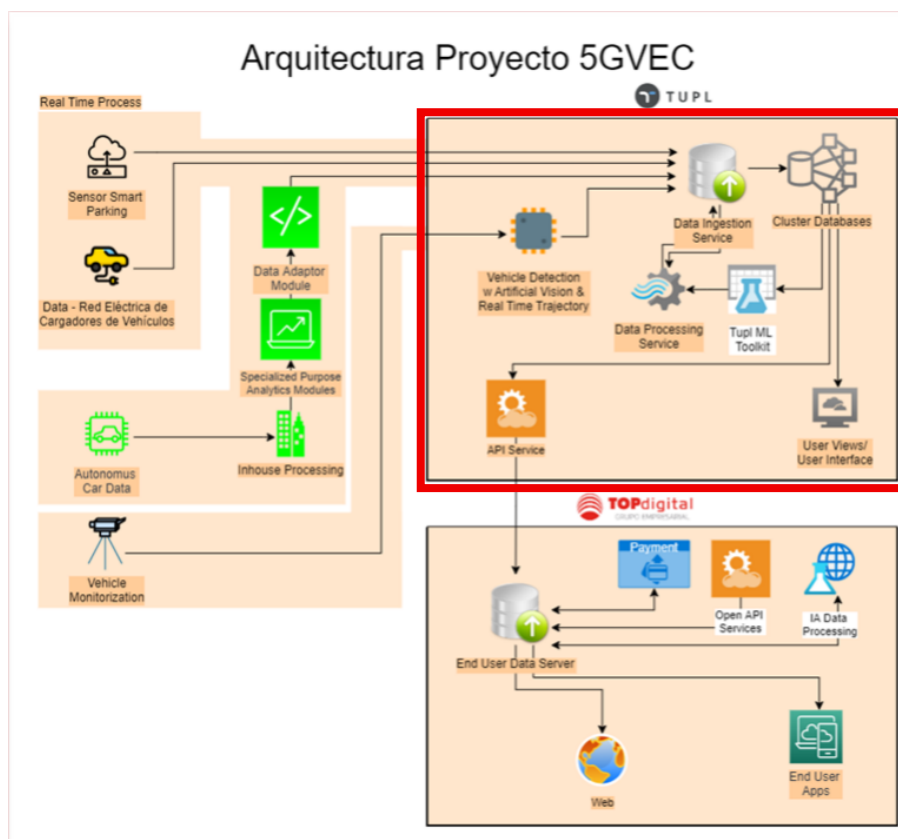 Arquitectura Proyecto 5GVEC
TUPL
Real Time Process
Sensor Smart
Parking
Data - Red Eléctrica de
Cargadores de Vehículos
Data Adaptor
Module
Specialized Purpose
Analytics Modules
Autonomus
Car Data
Inhouse Processing
Vehicle
Monitorization
Vehicle Detection
w Artificial Vision &
Real Time Trajectory
Data Ingestion
Service
Cluster Databases
Data Processing
Service
Tupl ML
Toolkit
API Service
User Views/
User Interface
TOPdigital
GRUPO EMPRESARIAL
Payment
Open API
Services
IA Data
Processing
End User Data Server
Web
End User
Apps